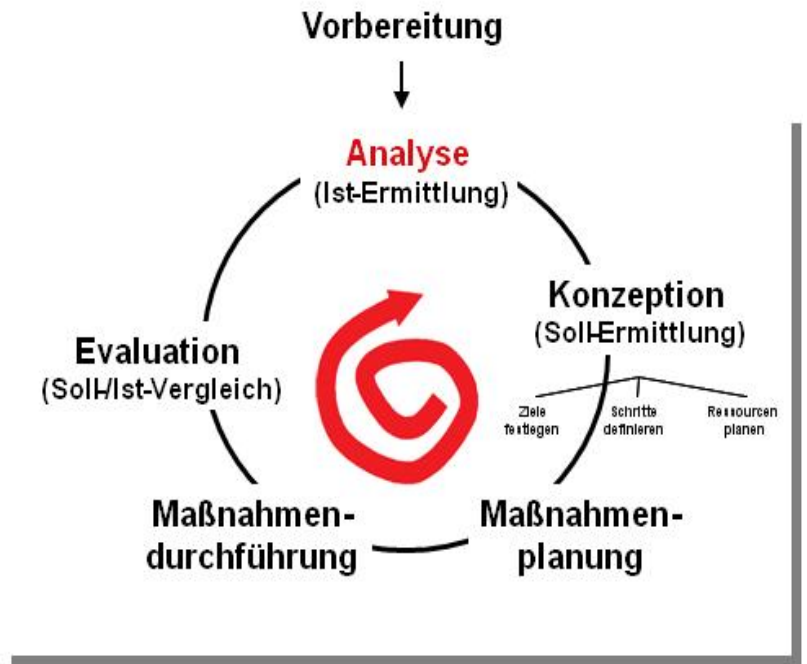 Vorbereitung
Analyse
(Ist-Ermittlung)
Konzeption
(Soll-Ermittlung)
Ziele
festlegen
Schritte
definieren
Ressourcen
planen
Maßnahmen-
planung
Maßnahmen-
durchführung
Evaluation
(Soll-/Ist-Vergleich)